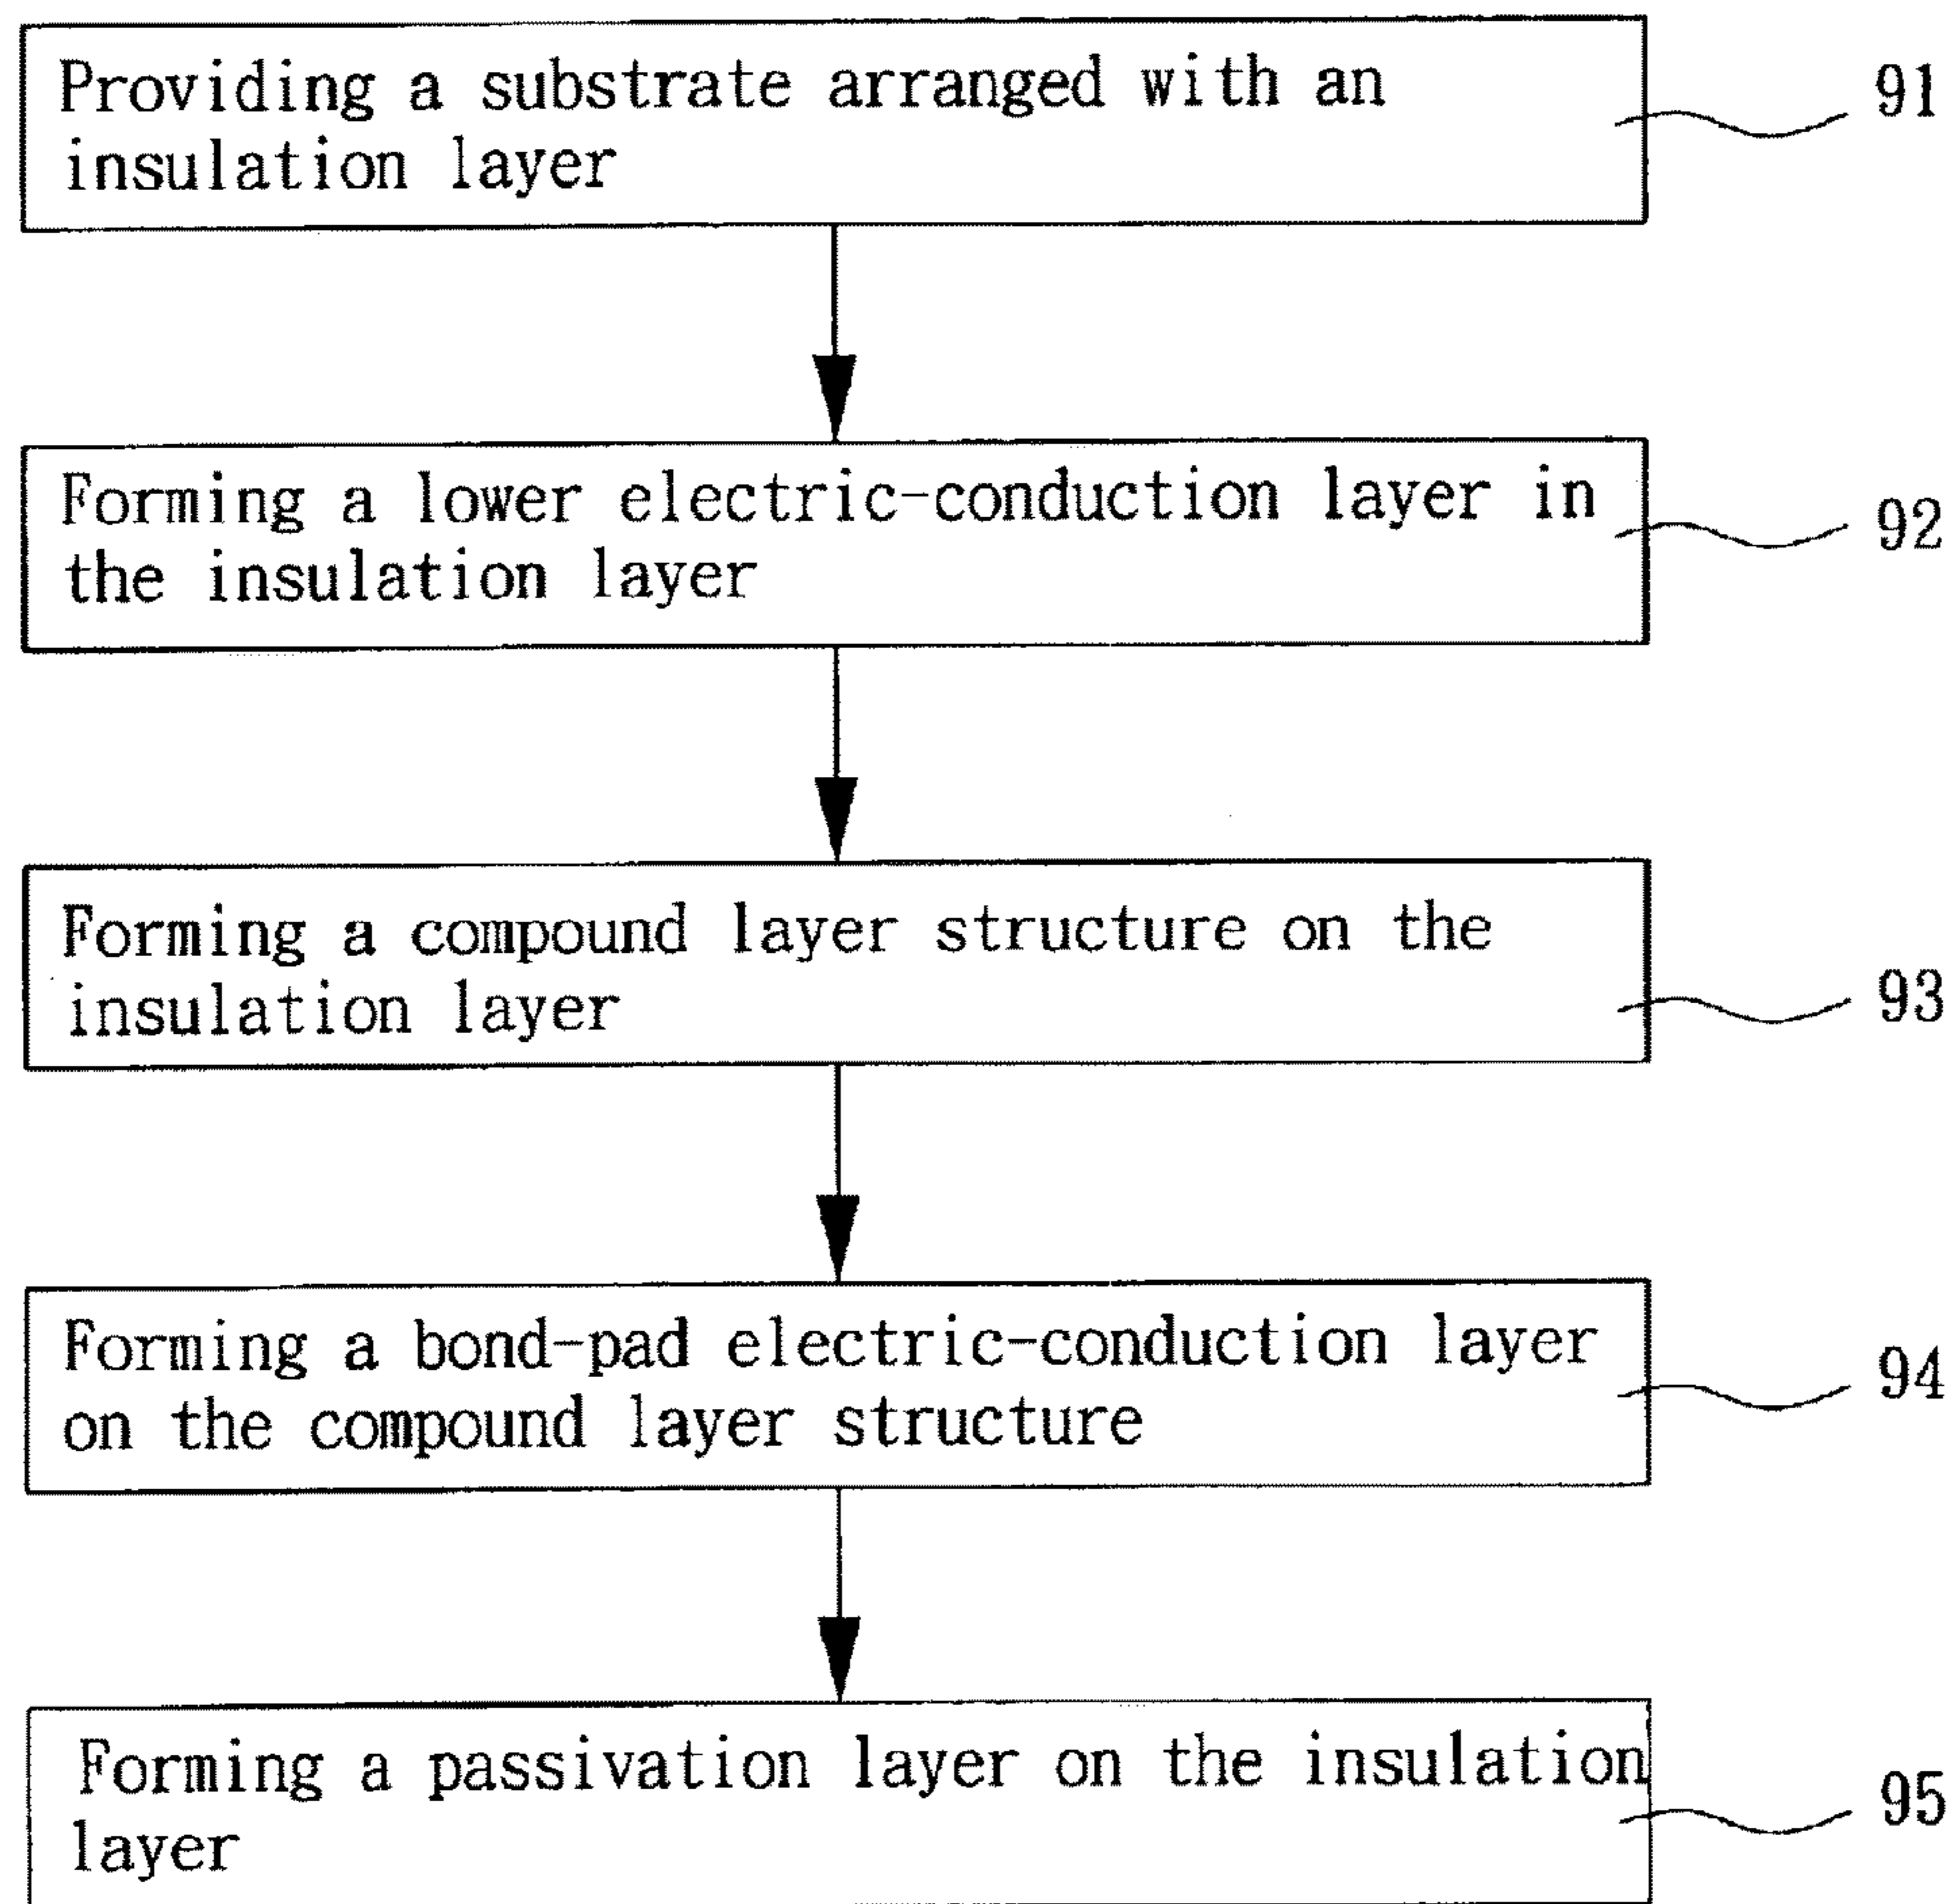 Providing a substrate arranged with an
insulation layer
91
Forming a lower electric-conduction layer in
the insulation layer
92
Forming a compound layer structure on the
insulation layer
93
Forming a bond-pad electric-conduction layer
on the compound layer structure
94
Forming a passivation layer on the insulation
layer
95